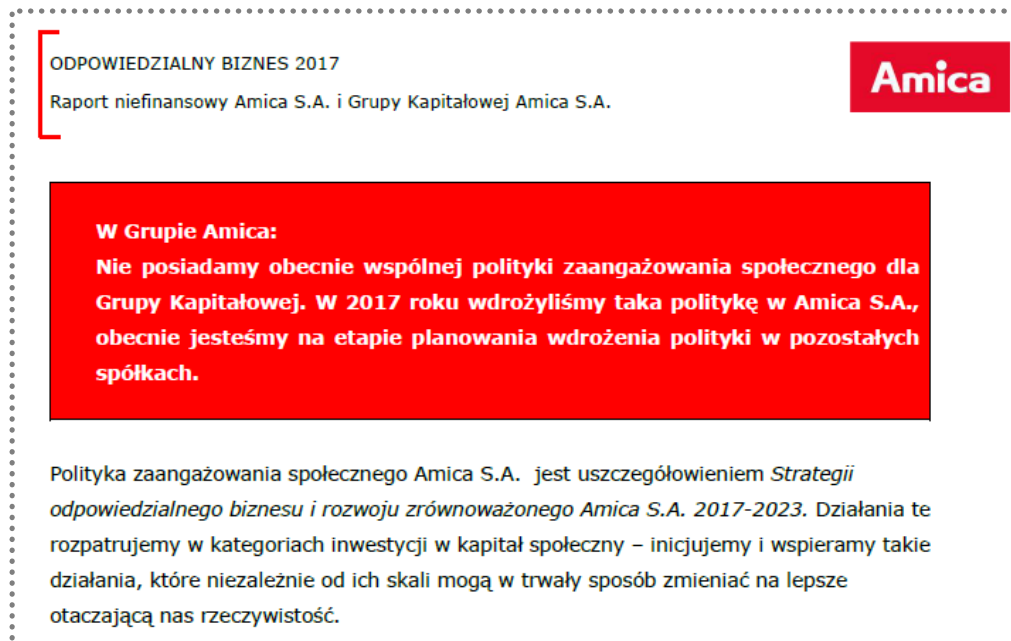 ODPOWIEDZIALNY BIZNES 2017
Raport niefinansowy Amica S.A. i Grupy Kapitałowej Amica S.A.
Amica
W Grupie Amica:
Nie posiadamy obecnie wspólnej polityki zaangażowania społecznego dla
Grupy Kapitałowej. W 2017 roku wdrożyliśmy taka politykę w Amica S.A.,
obecnie jesteśmy na etapie planowania wdrożenia polityki w pozostałych
spółkach.
Polityka zaangażowania społecznego Amica S.A. jest uszczegółowieniem Strategii
odpowiedzialnego biznesu i rozwoju zrównoważonego Amica S.A. 2017-2023. Działania te
rozpatrujemy w kategoriach inwestycji w kapitał społeczny – inicjujemy i wspieramy takie
działania, które niezależnie od ich skali mogą w trwały sposób zmieniać na lepsze
otaczającą nas rzeczywistość.